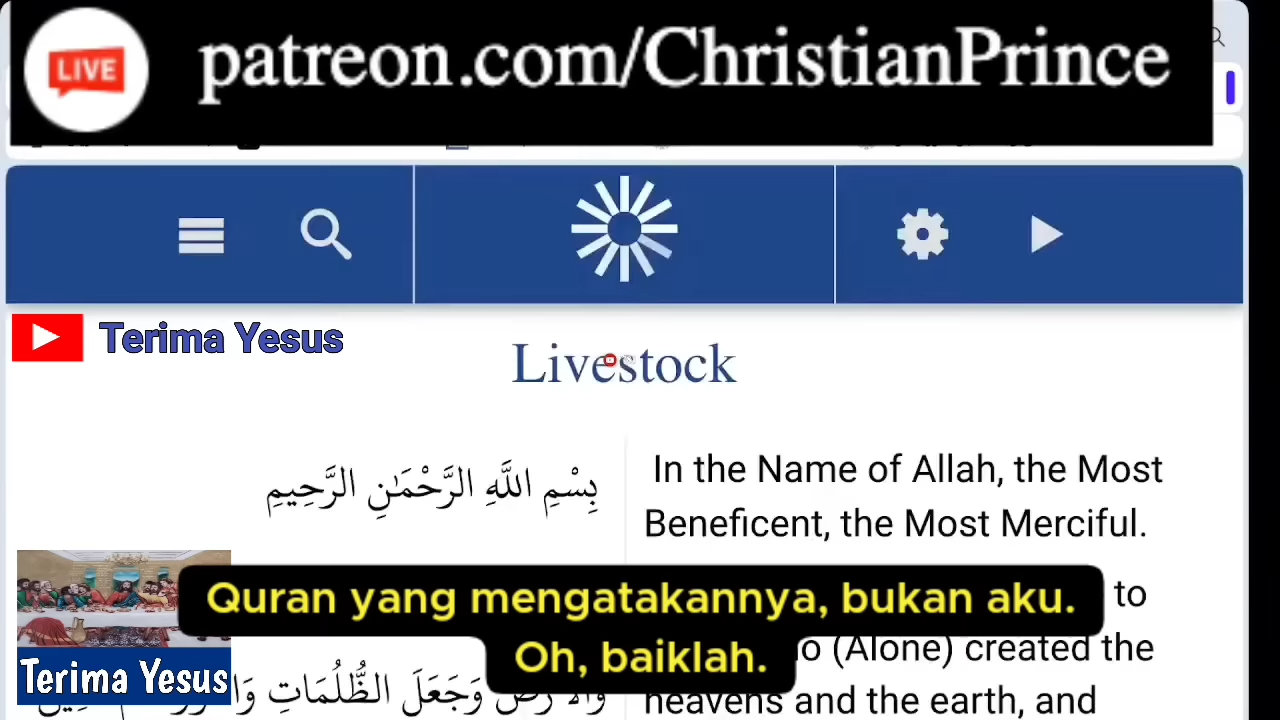 LIVE
patreon.com/ChristianPrince
Terima Yesus
Livestock
بِسْمِ اللَّهِ الرَّحْمَٰنِ الرَّحِيمِ
In the Name of Allah, the Most
Beneficent, the Most Merciful.
to
(Alone) created the
heavens and the earth, and
وَجَعَلَ الظُّلُمَاتِ
Quran yang mengatakannya, bukan aku.
Oh, baiklah.
Terima Yesus